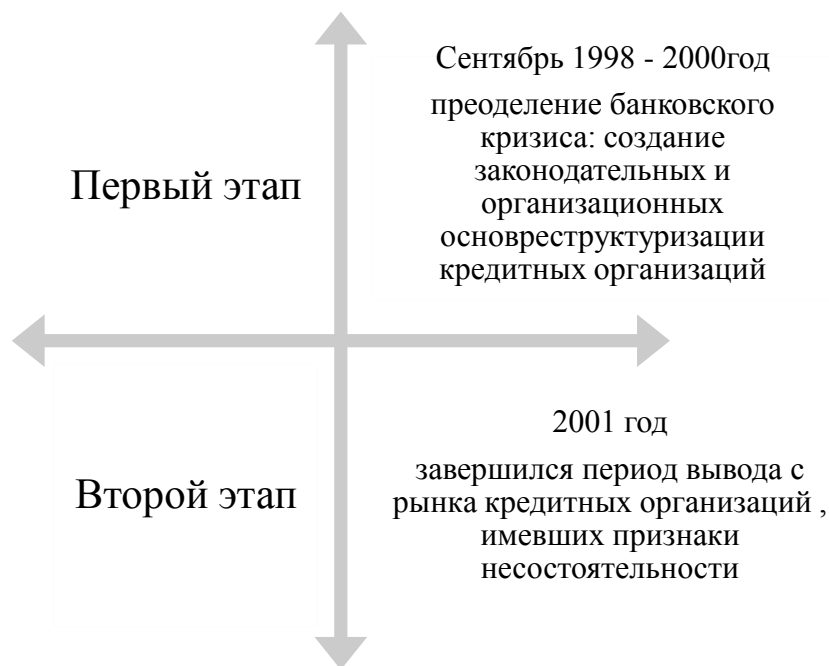 Первый этап
Сентябрь 1998 - 2000год
преоделение банковского
кризиса: создание
законодательных и
организационных
основреструктуризации
кредитных организаций
Второй этап
2001 год
завершился период вывода с
рынка кредитных организаций ,
имевших признаки
несостоятельности